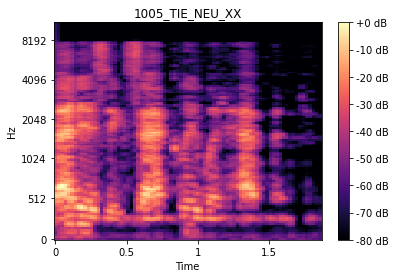 1005_TIE_NEU_XX
8192
4096
2048
1024
512
0
Hz
0
0.5
1
1.5
Time
+0 dB
-10 dB
-20 dB
-30 dB
-40 dB
-50 dB
-60 dB
-70 dB
-80 dB